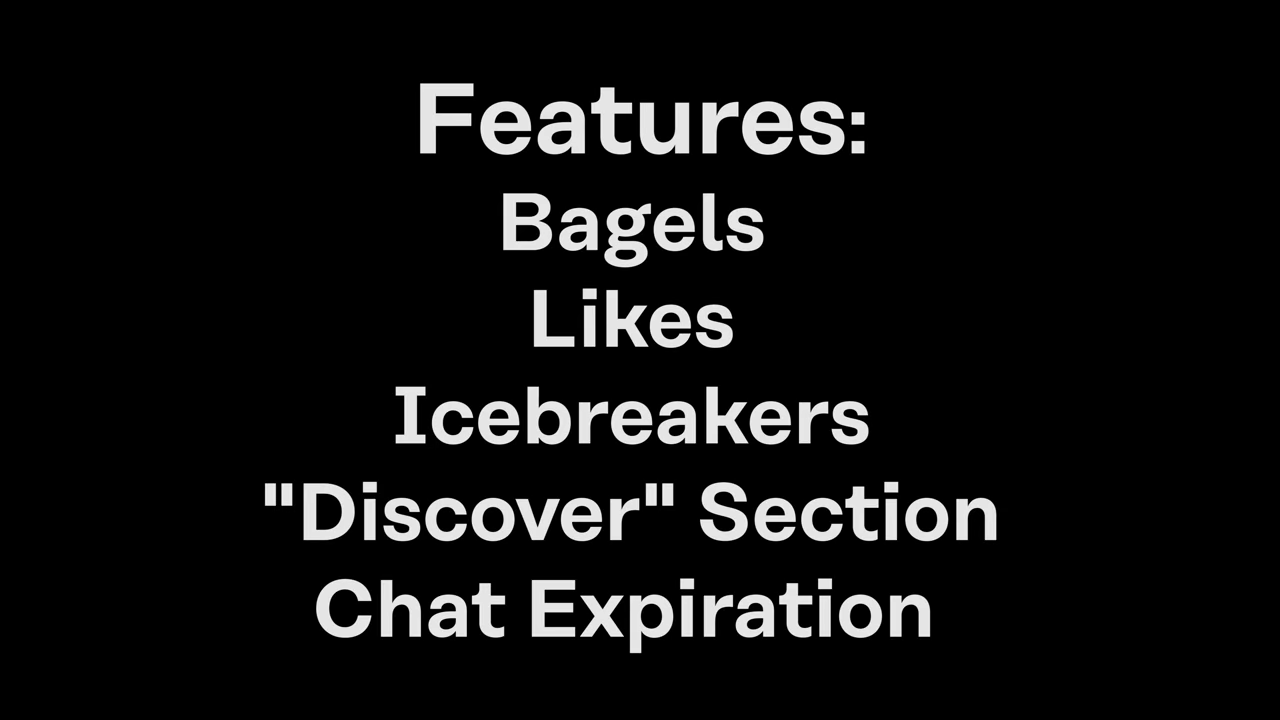 Features:
Bagels
Likes
Icebreakers
"Discover" Section
Chat Expiration